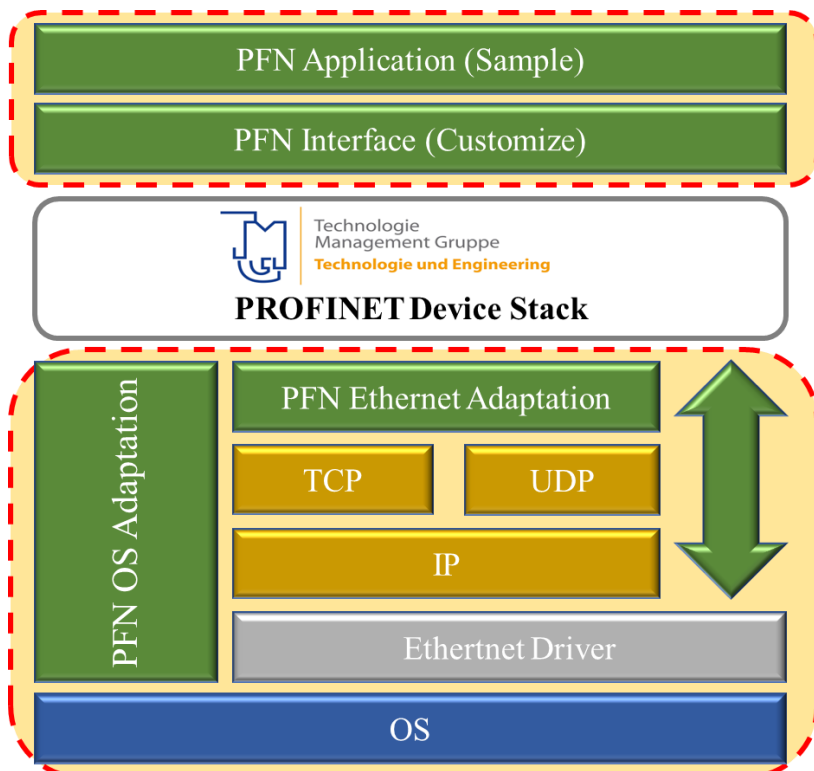 PFN Application (Sample)
PFN Interface (Customize)
Technologie
Management Gruppe
Technologie und Engineering
PROFINET Device Stack
PFN OS Adaptation
PFN Ethernet Adaptation
TCP
UDP
IP
Ethertnet Driver
OS